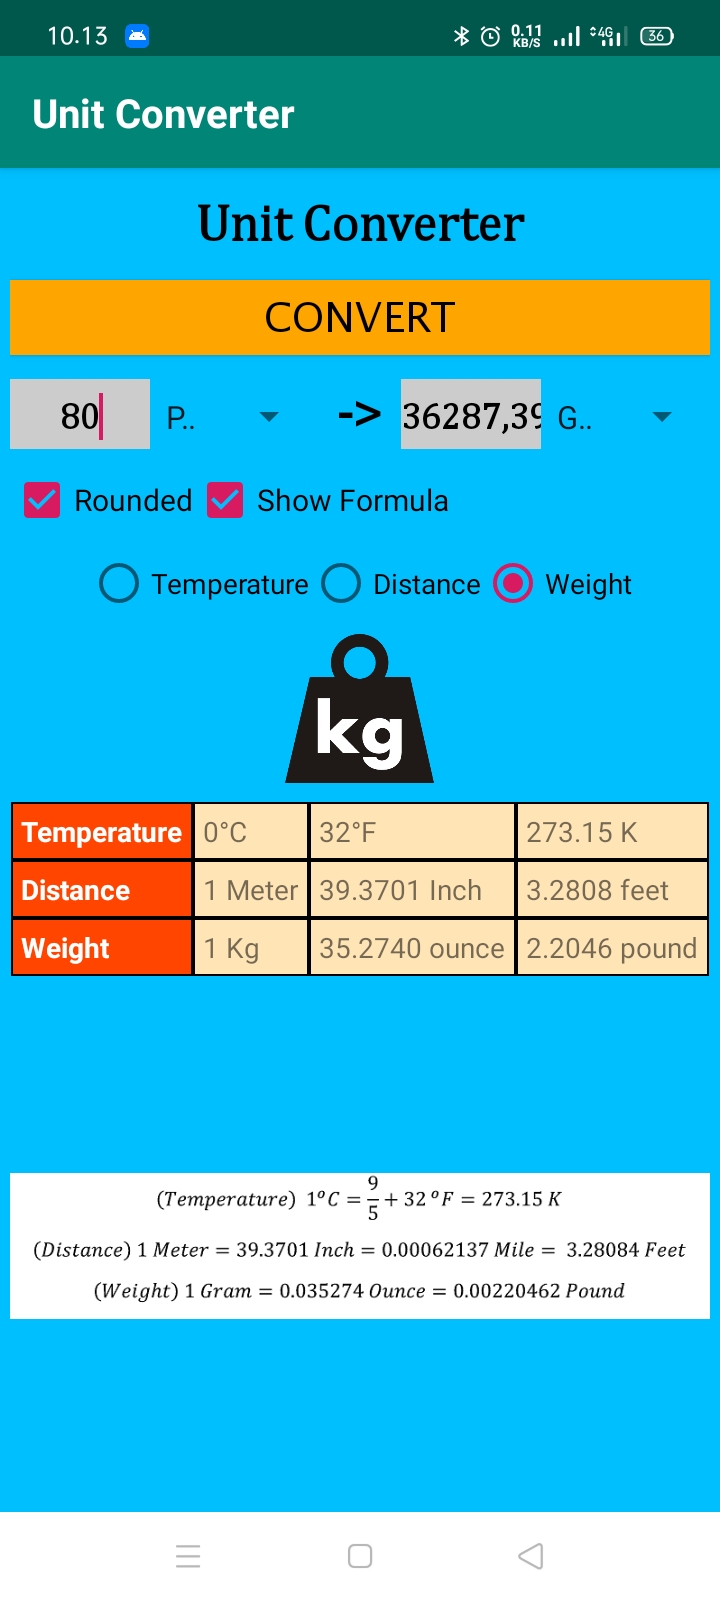 10.13 0.11 KB/S 4G 36
Unit Converter
Unit Converter
CONVERT
80 P.. -> 36287,39 G..
Rounded Show Formula
Temperature Distance Weight
kg
Temperature 0°C 32°F 273.15 K
Distance 1 Meter 39.3701 Inch 3.2808 feet
Weight 1 Kg 35.2740 ounce 2.2046 pound
(Temperature) 1°C = 9/5 + 32 °F = 273.15 K
(Distance) 1 Meter = 39.3701 Inch = 0.00062137 Mile = 3.28084 Feet
(Weight) 1 Gram = 0.035274 Ounce = 0.00220462 Pound